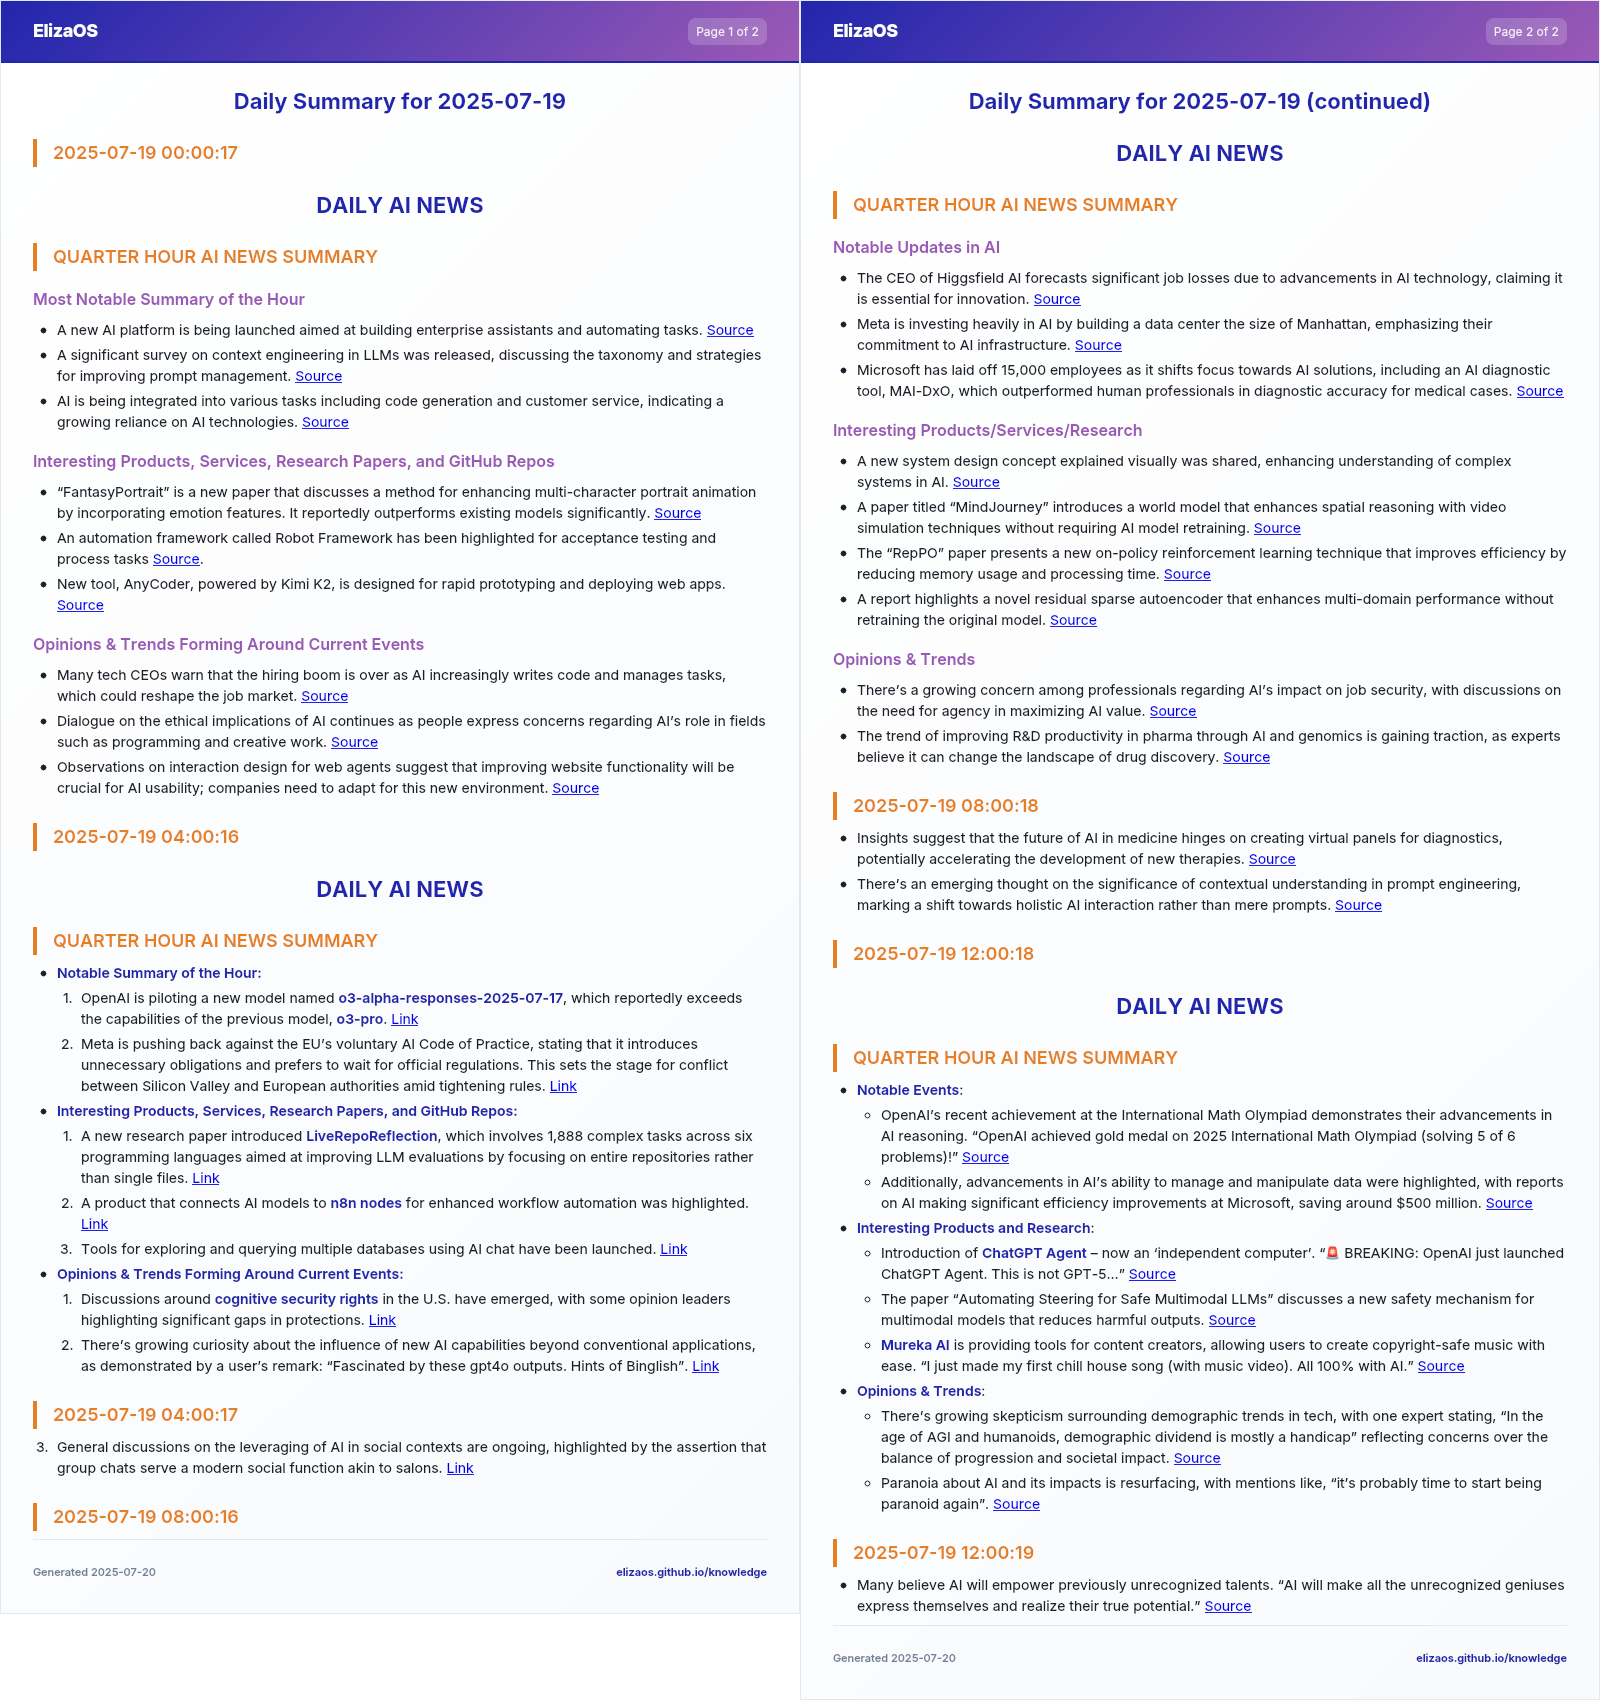 ElizaOS
Page 1 of 2
Daily Summary for 2025-07-19
2025-07-19 00:00:17
DAILY AI NEWS
QUARTER HOUR AI NEWS SUMMARY
Most Notable Summary of the Hour
• A new AI platform is being launched aimed at building enterprise assistants and automating tasks. Source
• A significant survey on context engineering in LLMs was released, discussing the taxonomy and strategies
for improving prompt management. Source
• AI is being integrated into various tasks including code generation and customer service, indicating a
growing reliance on AI technologies. Source
Interesting Products, Services, Research Papers, and GitHub Repos
• “FantasyPortrait” is a new paper that discusses a method for enhancing multi-character portrait animation
by incorporating emotion features. It reportedly outperforms existing models significantly. Source
• An automation framework called Robot Framework has been highlighted for acceptance testing and
process tasks Source.
• New tool, AnyCoder, powered by Kimi K2, is designed for rapid prototyping and deploying web apps.
Source
Opinions & Trends Forming Around Current Events
• Many tech CEOs warn that the hiring boom is over as AI increasingly writes code and manages tasks,
which could reshape the job market. Source
• Dialogue on the ethical implications of AI continues as people express concerns regarding AI’s role in fields
such as programming and creative work. Source
• Observations on interaction design for web agents suggest that improving website functionality will be
crucial for AI usability; companies need to adapt for this new environment. Source
2025-07-19 04:00:16
DAILY AI NEWS
QUARTER HOUR AI NEWS SUMMARY
• Notable Summary of the Hour:
1. OpenAI is piloting a new model named o3-alpha-responses-2025-07-17, which reportedly exceeds
the capabilities of the previous model, o3-pro. Link
2. Meta is pushing back against the EU’s voluntary AI Code of Practice, stating that it introduces
unnecessary obligations and prefers to wait for official regulations. This sets the stage for conflict
between Silicon Valley and European authorities amid tightening rules. Link
• Interesting Products, Services, Research Papers, and GitHub Repos:
1. A new research paper introduced LiveRepoReflection, which involves 1,888 complex tasks across six
programming languages aimed at improving LLM evaluations by focusing on entire repositories rather
than single files. Link
2. A product that connects AI models to n8n nodes for enhanced workflow automation was highlighted.
Link
3. Tools for exploring and querying multiple databases using AI chat have been launched. Link
• Opinions & Trends Forming Around Current Events:
1. Discussions around cognitive security rights in the U.S. have emerged, with some opinion leaders
highlighting significant gaps in protections. Link
2. There’s growing curiosity about the influence of new AI capabilities beyond conventional applications,
as demonstrated by a user’s remark: “Fascinated by these gpt4o outputs. Hints of Binglish”. Link
2025-07-19 04:00:17
3. General discussions on the leveraging of AI in social contexts are ongoing, highlighted by the assertion that
group chats serve a modern social function akin to salons. Link
2025-07-19 08:00:16
Generated 2025-07-20
elizaos.github.io/knowledge
ElizaOS
Page 2 of 2
Daily Summary for 2025-07-19 (continued)
DAILY AI NEWS
QUARTER HOUR AI NEWS SUMMARY
Notable Updates in AI
• The CEO of Higgsfield AI forecasts significant job losses due to advancements in AI technology, claiming it
is essential for innovation. Source
• Meta is investing heavily in AI by building a data center the size of Manhattan, emphasizing their
commitment to AI infrastructure. Source
• Microsoft has laid off 15,000 employees as it shifts focus towards AI solutions, including an AI diagnostic
tool, MAI-DxO, which outperformed human professionals in diagnostic accuracy for medical cases. Source
Interesting Products/Services/Research
• A new system design concept explained visually was shared, enhancing understanding of complex
systems in AI. Source
• A paper titled “MindJourney” introduces a world model that enhances spatial reasoning with video
simulation techniques without requiring AI model retraining. Source
• The “RepPO” paper presents a new on-policy reinforcement learning technique that improves efficiency by
reducing memory usage and processing time. Source
• A report highlights a novel residual sparse autoencoder that enhances multi-domain performance without
retraining the original model. Source
Opinions & Trends
• There’s a growing concern among professionals regarding AI’s impact on job security, with discussions on
the need for agency in maximizing AI value. Source
• The trend of improving R&D productivity in pharma through AI and genomics is gaining traction, as experts
believe it can change the landscape of drug discovery. Source
2025-07-19 08:00:18
• Insights suggest that the future of AI in medicine hinges on creating virtual panels for diagnostics,
potentially accelerating the development of new therapies. Source
• There’s an emerging thought on the significance of contextual understanding in prompt engineering,
marking a shift towards holistic AI interaction rather than mere prompts. Source
2025-07-19 12:00:18
DAILY AI NEWS
QUARTER HOUR AI NEWS SUMMARY
• Notable Events:
◦ OpenAI’s recent achievement at the International Math Olympiad demonstrates their advancements in
AI reasoning. “OpenAI achieved gold medal on 2025 International Math Olympiad (solving 5 of 6
problems)!” Source
◦ Additionally, advancements in AI’s ability to manage and manipulate data were highlighted, with reports
on AI making significant efficiency improvements at Microsoft, saving around $500 million. Source
• Interesting Products and Research:
◦ Introduction of ChatGPT Agent – now an ‘independent computer’. “🚨 BREAKING: OpenAI just launched
ChatGPT Agent. This is not GPT-5...” Source
◦ The paper “Automating Steering for Safe Multimodal LLMs” discusses a new safety mechanism for
multimodal models that reduces harmful outputs. Source
◦ Mureka AI is providing tools for content creators, allowing users to create copyright-safe music with
ease. “I just made my first chill house song (with music video). All 100% with AI.” Source
• Opinions & Trends:
◦ There’s growing skepticism surrounding demographic trends in tech, with one expert stating, “In the
age of AGI and humanoids, demographic dividend is mostly a handicap” reflecting concerns over the
balance of progression and societal impact. Source
◦ Paranoia about AI and its impacts is resurfacing, with mentions like, “it’s probably time to start being
paranoid again”. Source
2025-07-19 12:00:19
• Many believe AI will empower previously unrecognized talents. “AI will make all the unrecognized geniuses
express themselves and realize their true potential.” Source
Generated 2025-07-20
elizaos.github.io/knowledge